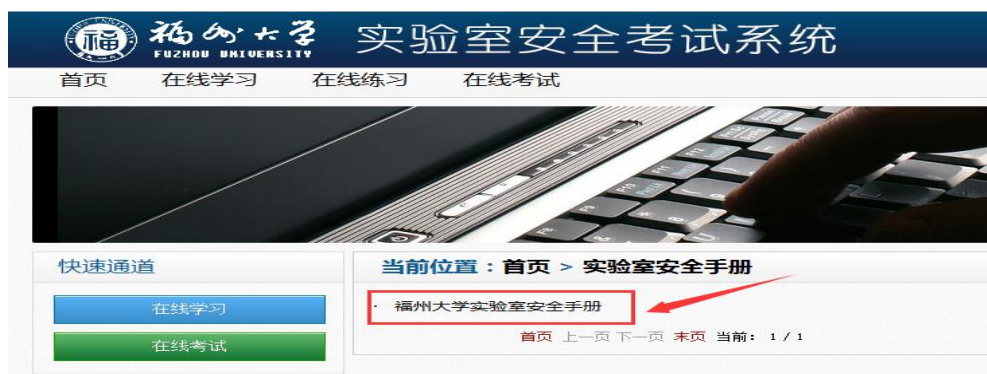 福州大学 实验室安全考试系统
FUZHOU UNIVERSITY
首页 在线学习 在线练习 在线考试
快速通道
在线学习
在线考试
当前位置：首页 > 实验室安全手册
· 福州大学实验室安全手册
首页 上一页 下一页 末页 当前: 1 / 1